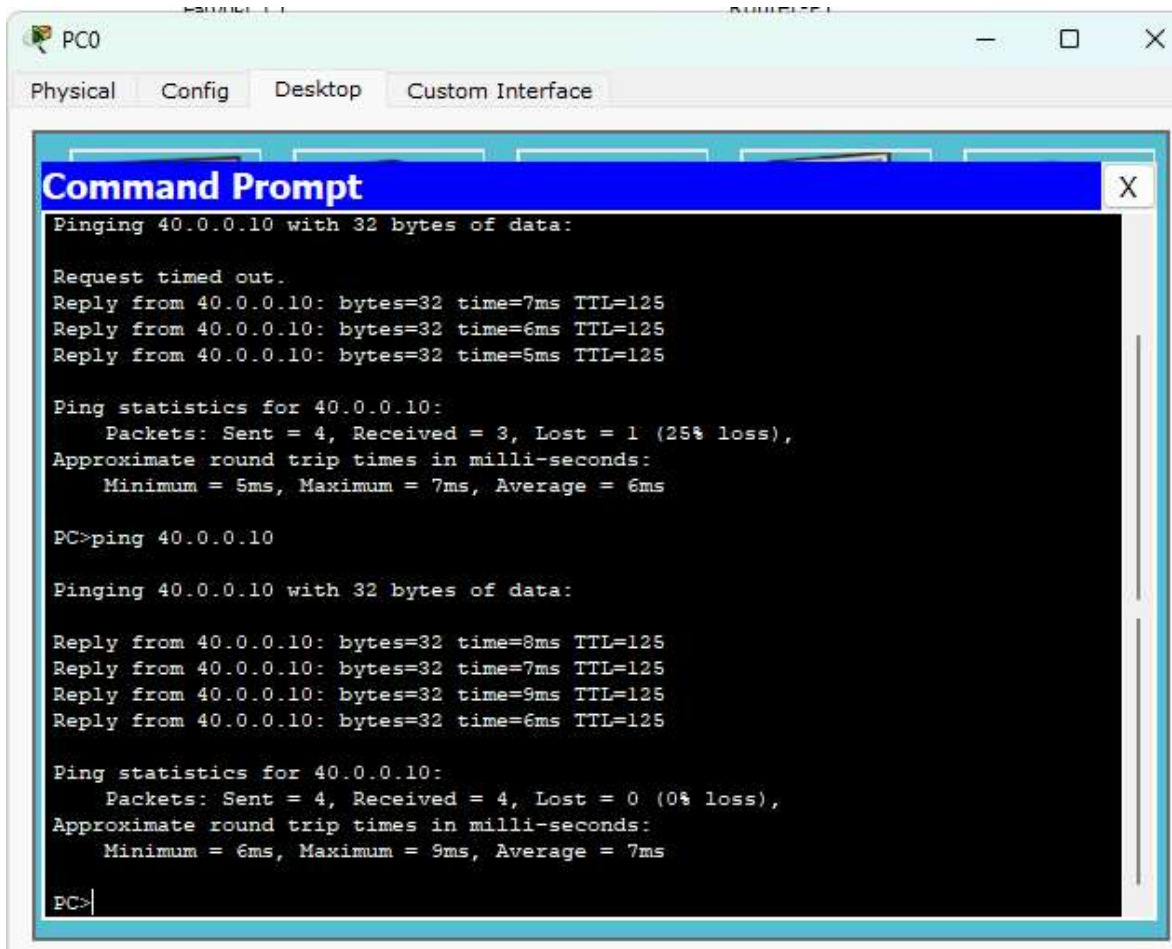 PC0
Physical Config Desktop Custom Interface
Command Prompt
X
Pinging 40.0.0.10 with 32 bytes of data:
Request timed out.
Reply from 40.0.0.10: bytes=32 time=7ms TTL=125
Reply from 40.0.0.10: bytes=32 time=6ms TTL=125
Reply from 40.0.0.10: bytes=32 time=5ms TTL=125
Ping statistics for 40.0.0.10:
Packets: Sent = 4, Received = 3, Lost = 1 (25% loss),
Approximate round trip times in milli-seconds:
Minimum = 5ms, Maximum = 7ms, Average = 6ms
PC>ping 40.0.0.10
Pinging 40.0.0.10 with 32 bytes of data:
Reply from 40.0.0.10: bytes=32 time=8ms TTL=125
Reply from 40.0.0.10: bytes=32 time=7ms TTL=125
Reply from 40.0.0.10: bytes=32 time=9ms TTL=125
Reply from 40.0.0.10: bytes=32 time=6ms TTL=125
Ping statistics for 40.0.0.10:
Packets: Sent = 4, Received = 4, Lost = 0 (0% loss),
Approximate round trip times in milli-seconds:
Minimum = 6ms, Maximum = 9ms, Average = 7ms
PC>